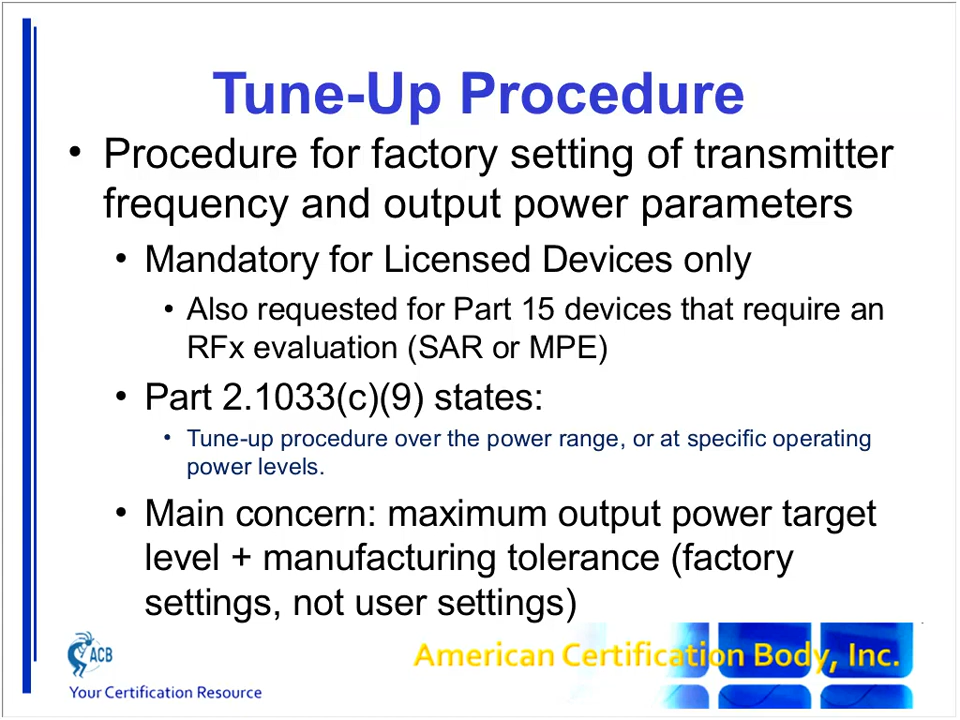 Tune-Up Procedure
• Procedure for factory setting of transmitter
frequency and output power parameters
• Mandatory for Licensed Devices only
• Also requested for Part 15 devices that require an
RFx evaluation (SAR or MPE)
• Part 2.1033(c)(9) states:
• Tune-up procedure over the power range, or at specific operating
power levels.
• Main concern: maximum output power target
level + manufacturing tolerance (factory
settings, not user settings)
ACB
American Certification Body, Inc.
Your Certification Resource